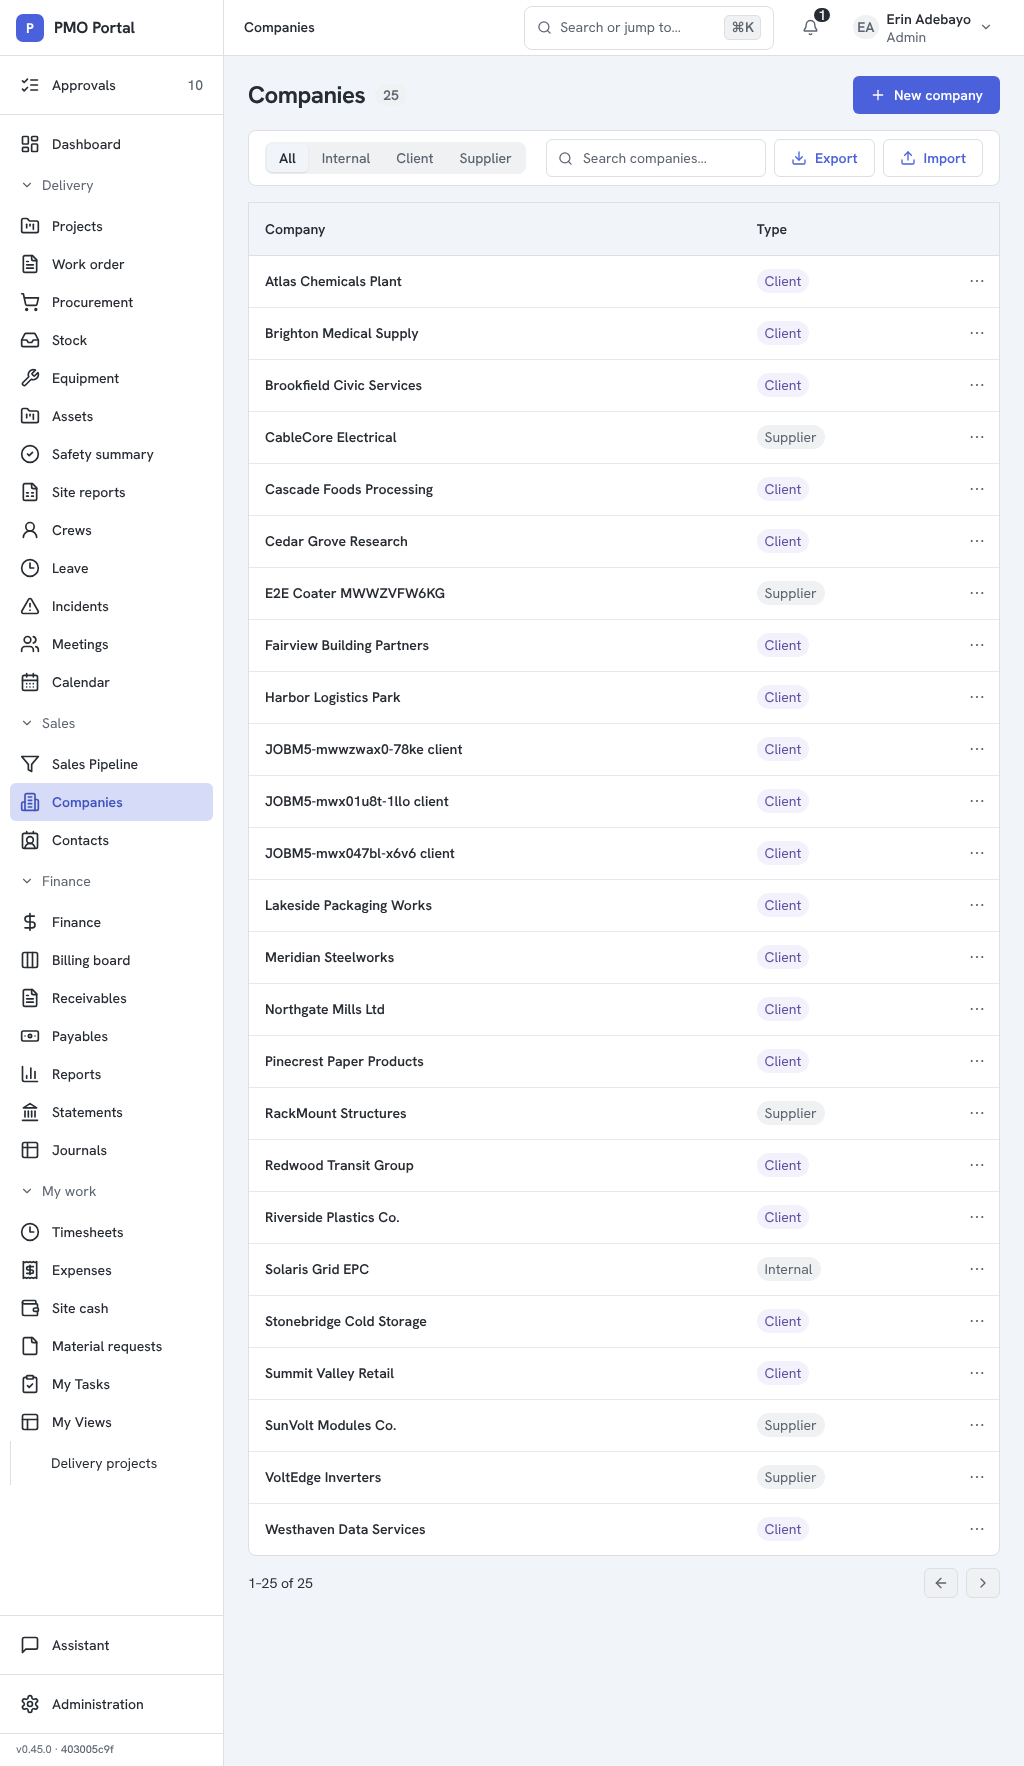 P PMO Portal
Companies
Search or jump to...
⌘K
1
EA
Erin Adebayo
Admin
Approvals 10
Dashboard
Delivery
Projects
Work order
Procurement
Stock
Equipment
Assets
Safety summary
Site reports
Crews
Leave
Incidents
Meetings
Calendar
Sales
Sales Pipeline
Companies
Contacts
Finance
Finance
Billing board
Receivables
Payables
Reports
Statements
Journals
My work
Timesheets
Expenses
Site cash
Material requests
My Tasks
My Views
Delivery projects
Assistant
Administration
v0.45.0 · 403005c9f
Companies 25
New company
All Internal Client Supplier
Search companies...
Export
Import
Company Type
Atlas Chemicals Plant Client
Brighton Medical Supply Client
Brookfield Civic Services Client
CableCore Electrical Supplier
Cascade Foods Processing Client
Cedar Grove Research Client
E2E Coater MWWZVFW6KG Supplier
Fairview Building Partners Client
Harbor Logistics Park Client
JOBM5-mwwzwax0-78ke client Client
JOBM5-mwx01u8t-1llo client Client
JOBM5-mwx047bl-x6v6 client Client
Lakeside Packaging Works Client
Meridian Steelworks Client
Northgate Mills Ltd Client
Pinecrest Paper Products Client
RackMount Structures Supplier
Redwood Transit Group Client
Riverside Plastics Co. Client
Solaris Grid EPC Internal
Stonebridge Cold Storage Client
Summit Valley Retail Client
SunVolt Modules Co. Supplier
VoltEdge Inverters Supplier
Westhaven Data Services Client
1–25 of 25